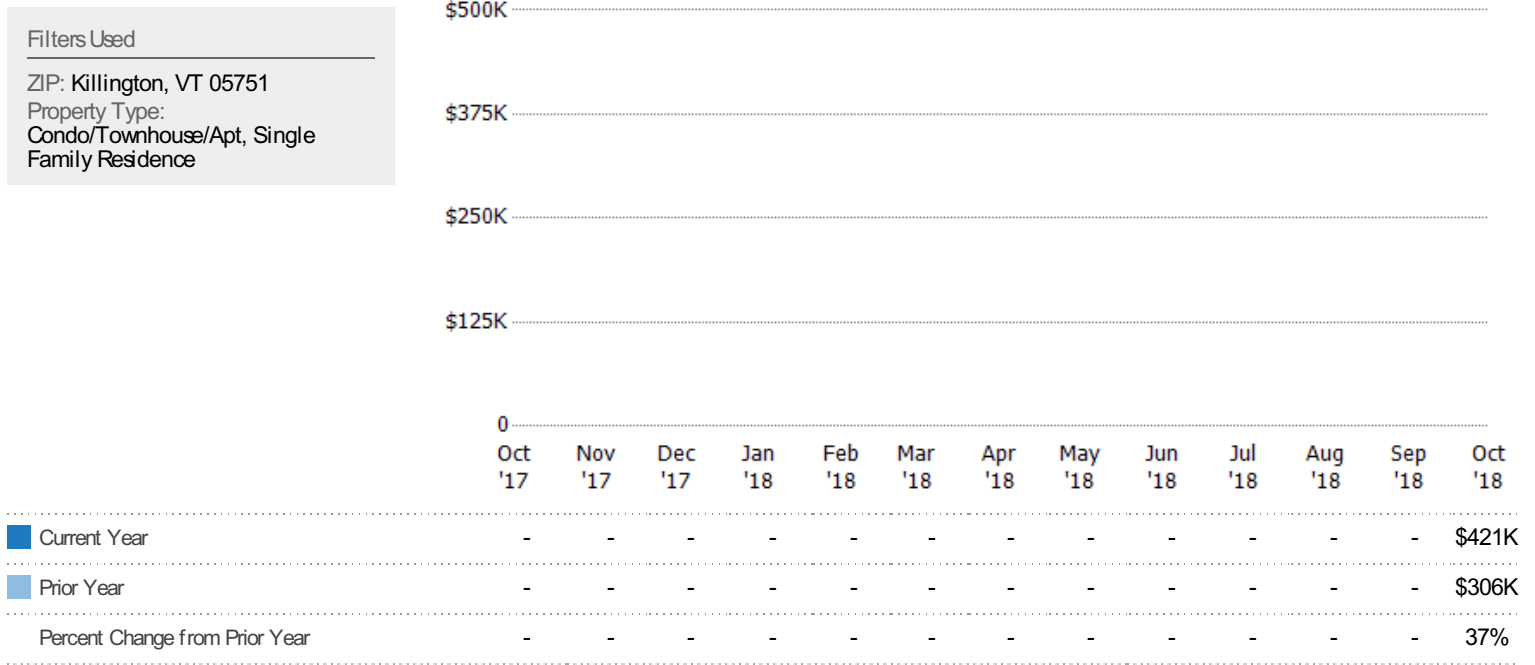 Filters Used
ZIP: Killington, VT 05751
Property Type:
Condo/Townhouse/Apt, Single
Family Residence
$500K
$375K
$250K
$125K
0
Oct Nov Dec Jan Feb Mar Apr May Jun Jul Aug Sep Oct
'17 '17 '17 '18 '18 '18 '18 '18 '18 '18 '18 '18 '18
Current Year - - - - - - - - - - - - $421K
Prior Year - - - - - - - - - - - - $306K
Percent Change from Prior Year - - - - - - - - - - - - 37%